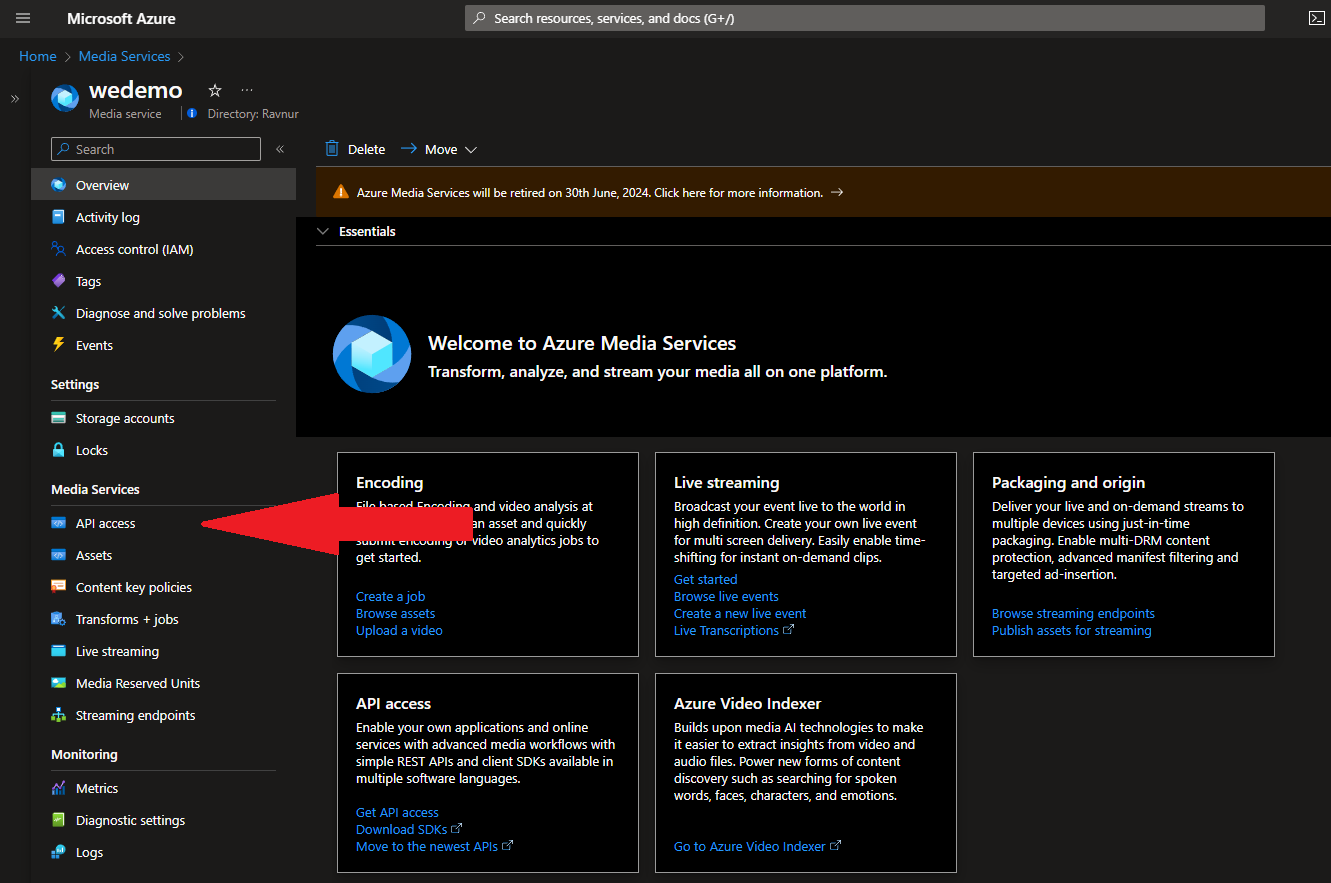 Microsoft Azure
Search resources, services, and docs (G+/)
Home > Media Services >
wedemo
Media service
Directory: Ravnur
Search
Overview
Activity log
Access control (IAM)
Tags
Diagnose and solve problems
Events
Settings
Storage accounts
Locks
Media Services
API access
Assets
Content key policies
Transforms + jobs
Live streaming
Media Reserved Units
Streaming endpoints
Monitoring
Metrics
Diagnostic settings
Logs
Delete
Move
Azure Media Services will be retired on 30th June, 2024. Click here for more information.
Essentials
Welcome to Azure Media Services
Transform, analyze, and stream your media all on one platform.
Encoding
File based Encoding and video analysis at
an asset and quickly
submit encoding or video analytics jobs to
get started.
Create a job
Browse assets
Upload a video
Live streaming
Broadcast your event live to the world in
high definition. Create your own live event
for multi screen delivery. Easily enable time-
shifting for instant on-demand clips.
Get started
Browse live events
Create a new live event
Live Transcriptions
Packaging and origin
Deliver your live and on-demand streams to
multiple devices using just-in-time
packaging. Enable multi-DRM content
protection, advanced manifest filtering and
targeted ad-insertion.
Browse streaming endpoints
Publish assets for streaming
API access
Enable your own applications and online
services with advanced media workflows with
simple REST APIs and client SDKs available in
multiple software languages.
Get API access
Download SDKs
Move to the newest APIs
Azure Video Indexer
Builds upon media AI technologies to make
it easier to extract insights from video and
audio files. Power new forms of content
discovery such as searching for spoken
words, faces, characters, and emotions.
Go to Azure Video Indexer